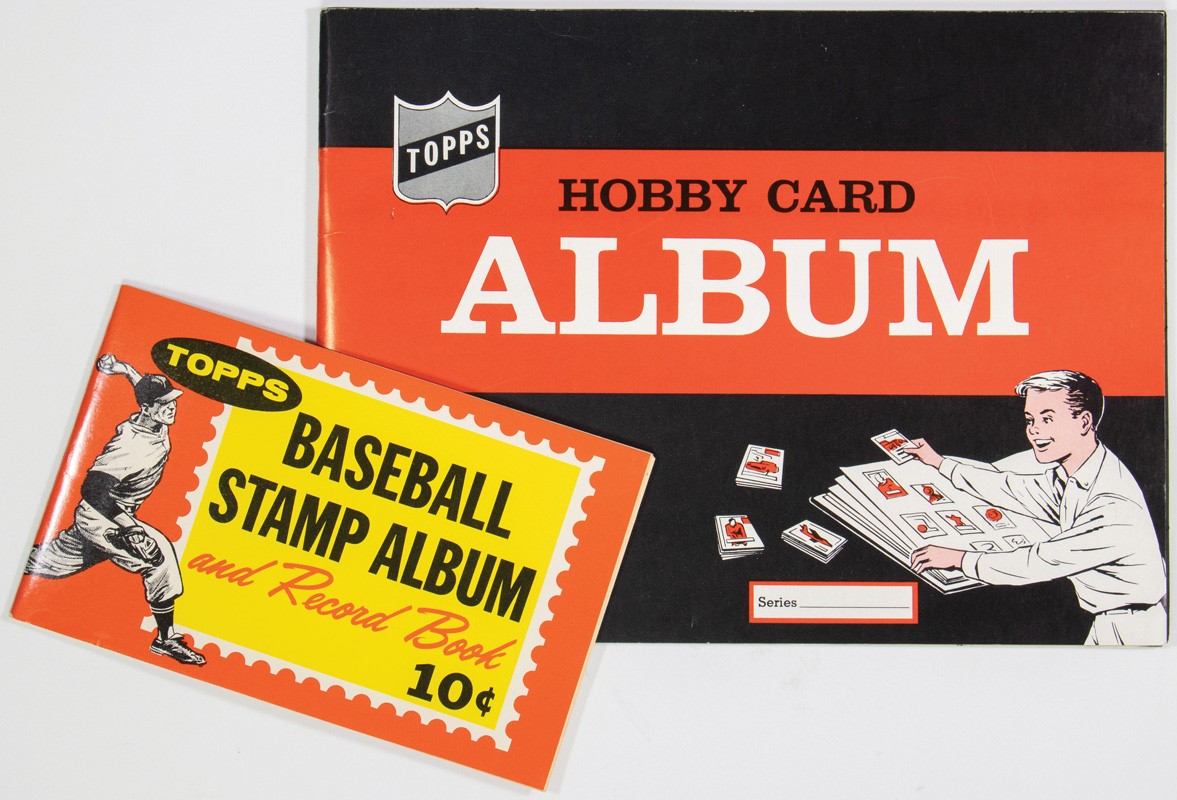 TOPPS
HOBBY CARD
ALBUM
Series
TOPPS
BASEBALL
STAMP ALBUM
and Record Book
10¢